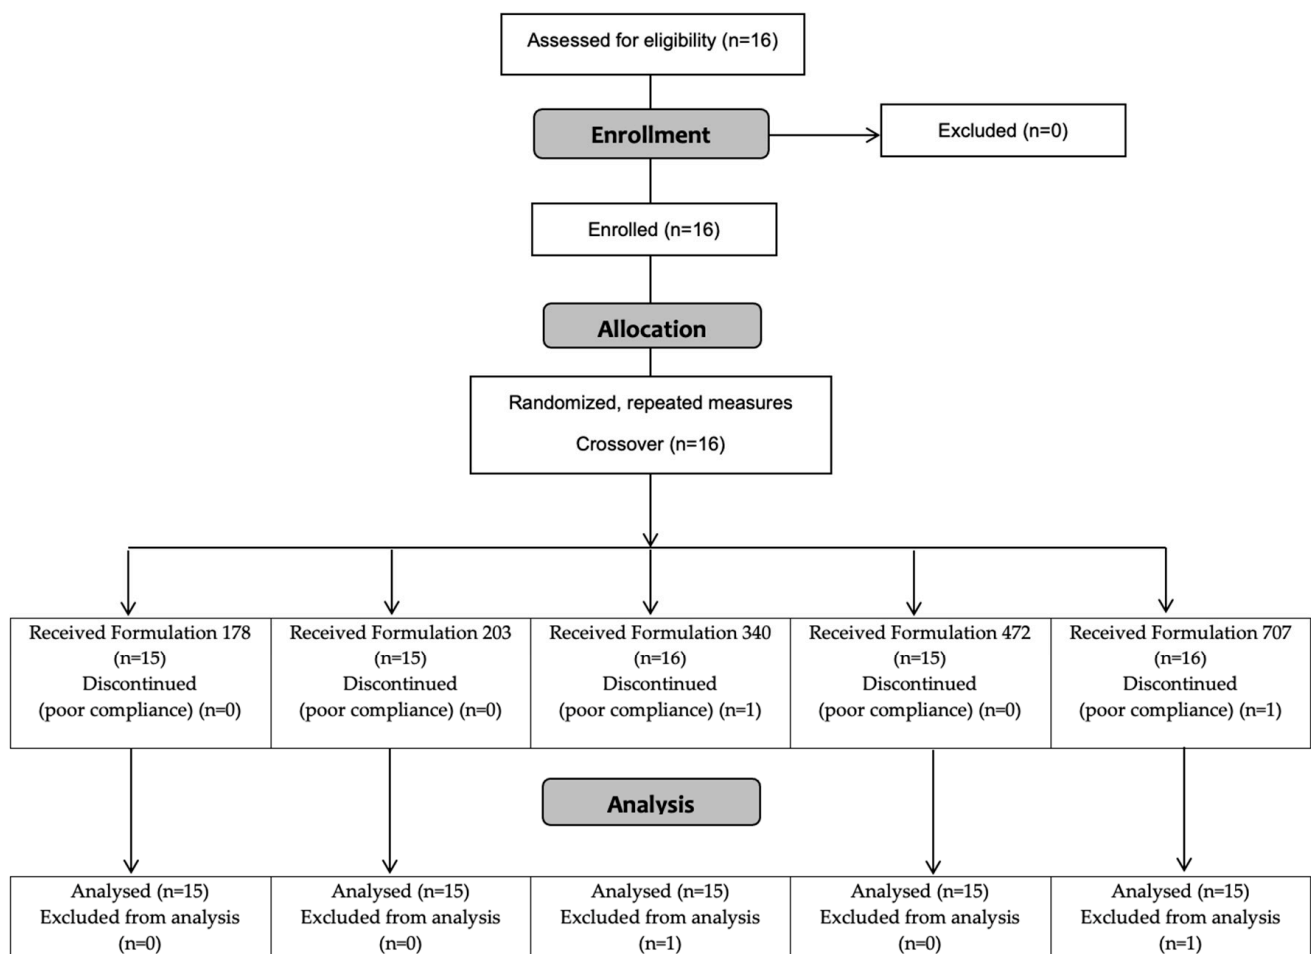 Assessed for eligibility (n=16)
Enrollment
Excluded (n=0)
Enrolled (n=16)
Allocation
Randomized, repeated measures
Crossover (n=16)
Received Formulation 178
(n=15)
Discontinued
(poor compliance) (n=0)
Received Formulation 203
(n=15)
Discontinued
(poor compliance) (n=0)
Received Formulation 340
(n=16)
Discontinued
(poor compliance) (n=1)
Received Formulation 472
(n=15)
Discontinued
(poor compliance) (n=0)
Received Formulation 707
(n=16)
Discontinued
(poor compliance) (n=1)
Analysis
Analysed (n=15)
Excluded from analysis
(n=0)
Analysed (n=15)
Excluded from analysis
(n=0)
Analysed (n=15)
Excluded from analysis
(n=1)
Analysed (n=15)
Excluded from analysis
(n=0)
Analysed (n=15)
Excluded from analysis
(n=1)